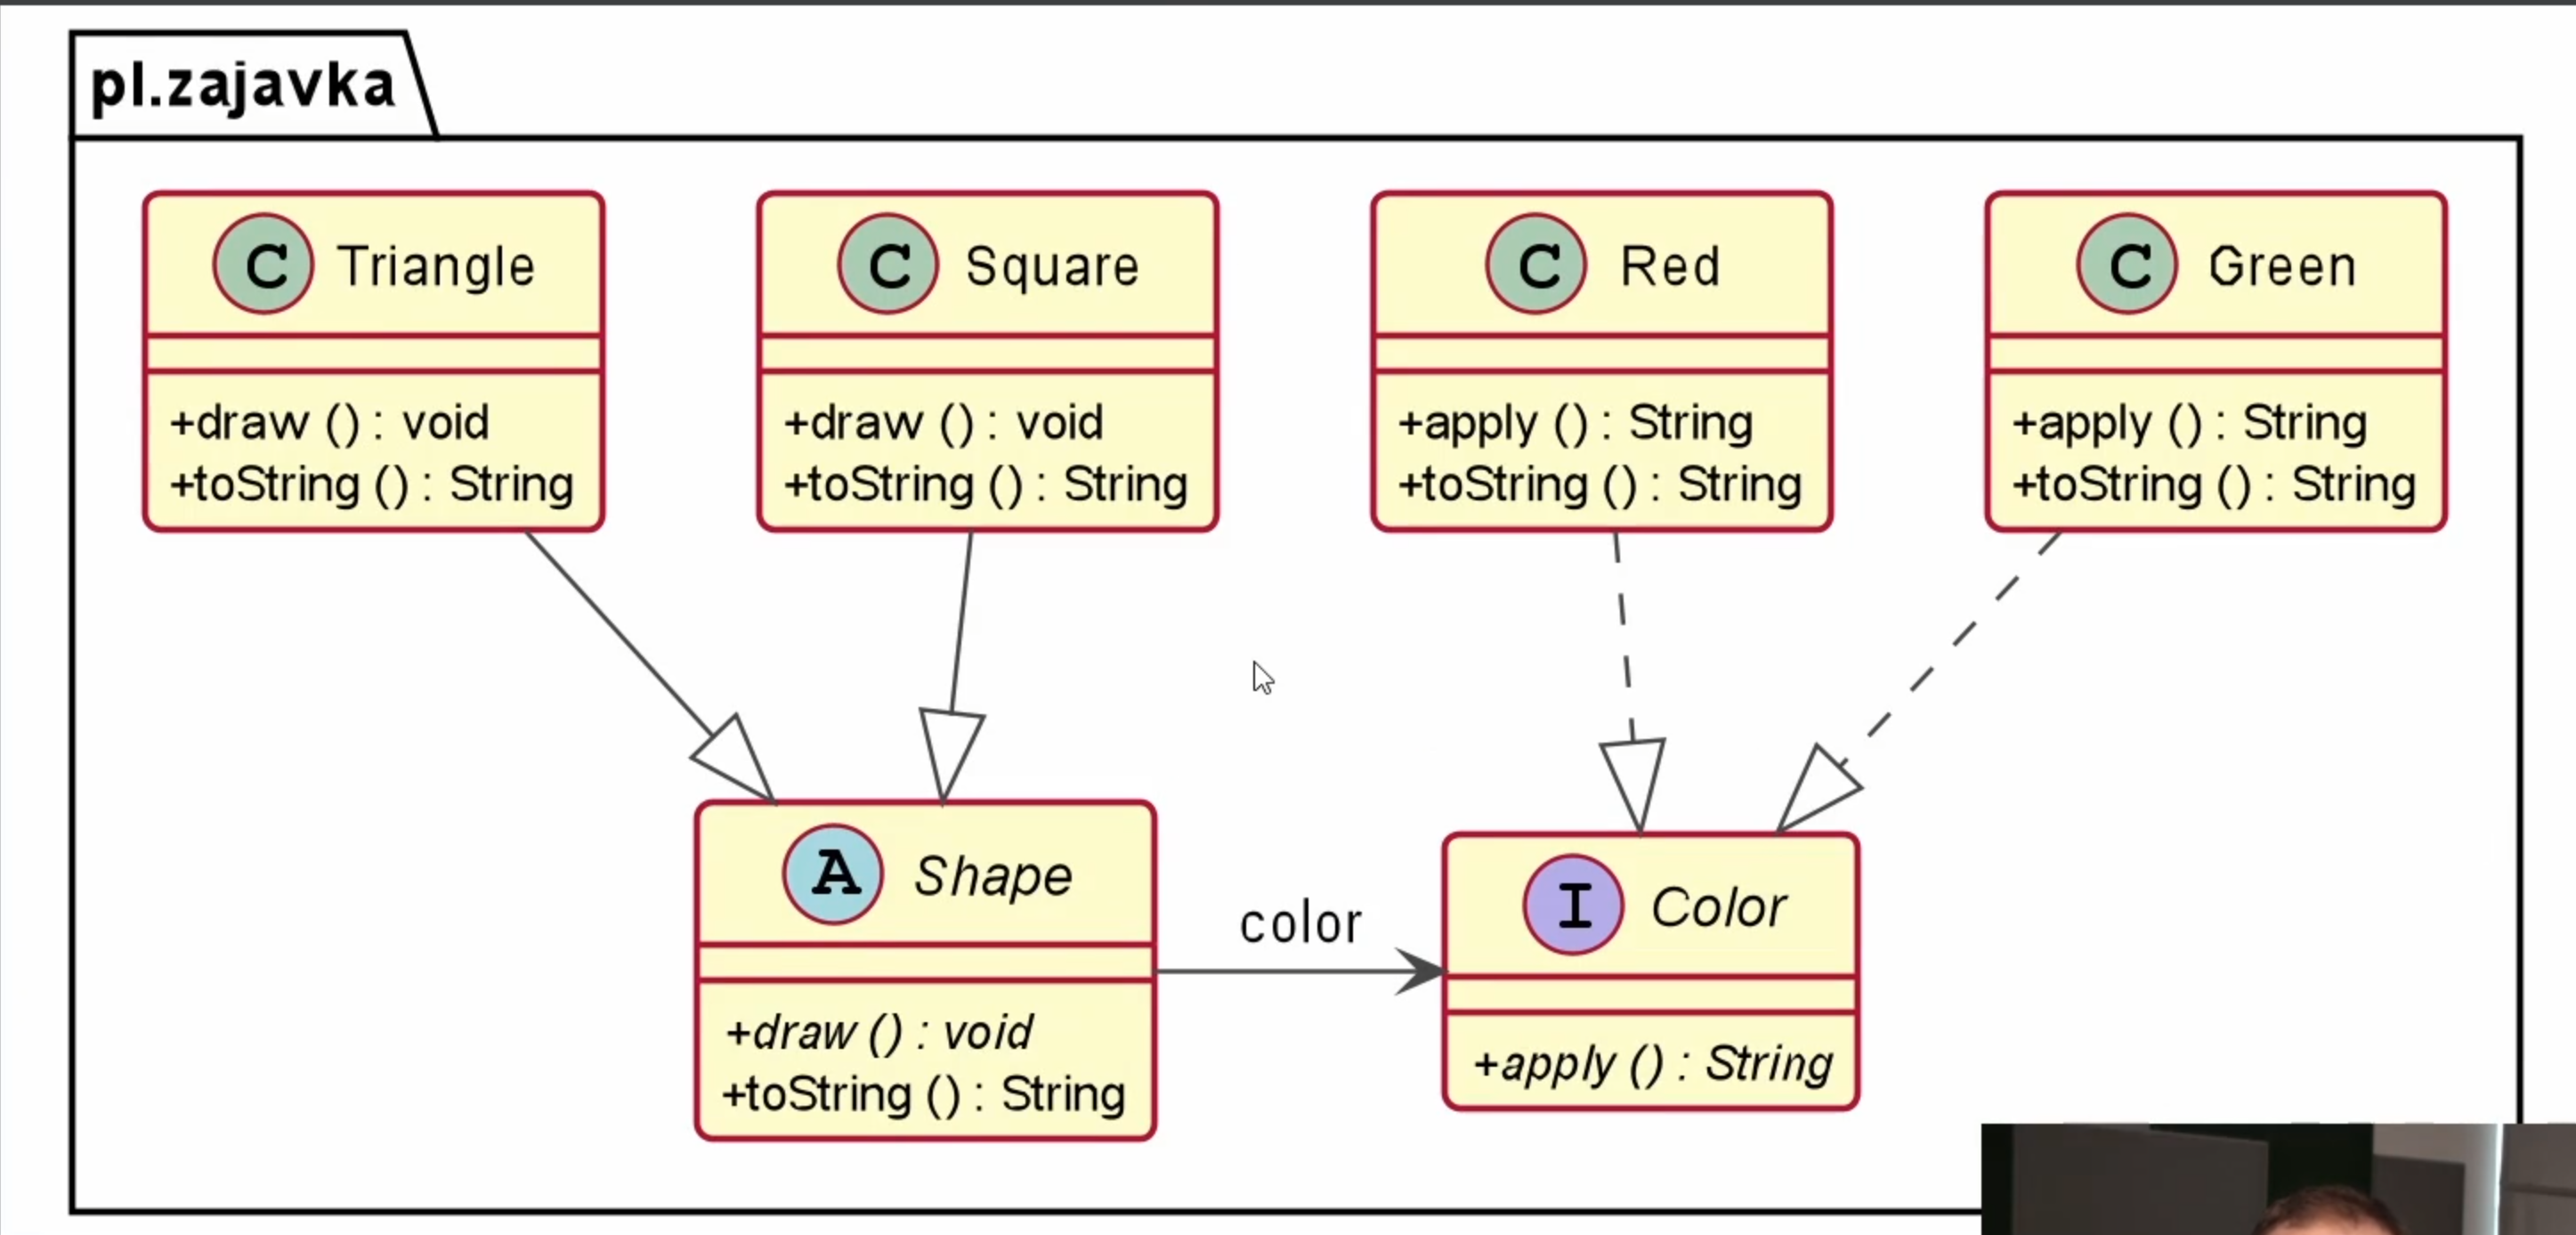 pl.zajavka
C Triangle
+draw () : void
+toString () : String
C Square
+draw () : void
+toString () : String
C Red
+apply () : String
+toString () : String
C Green
+apply () : String
+toString () : String
A Shape
+draw () : void
+toString () : String
color
I Color
+apply () : String